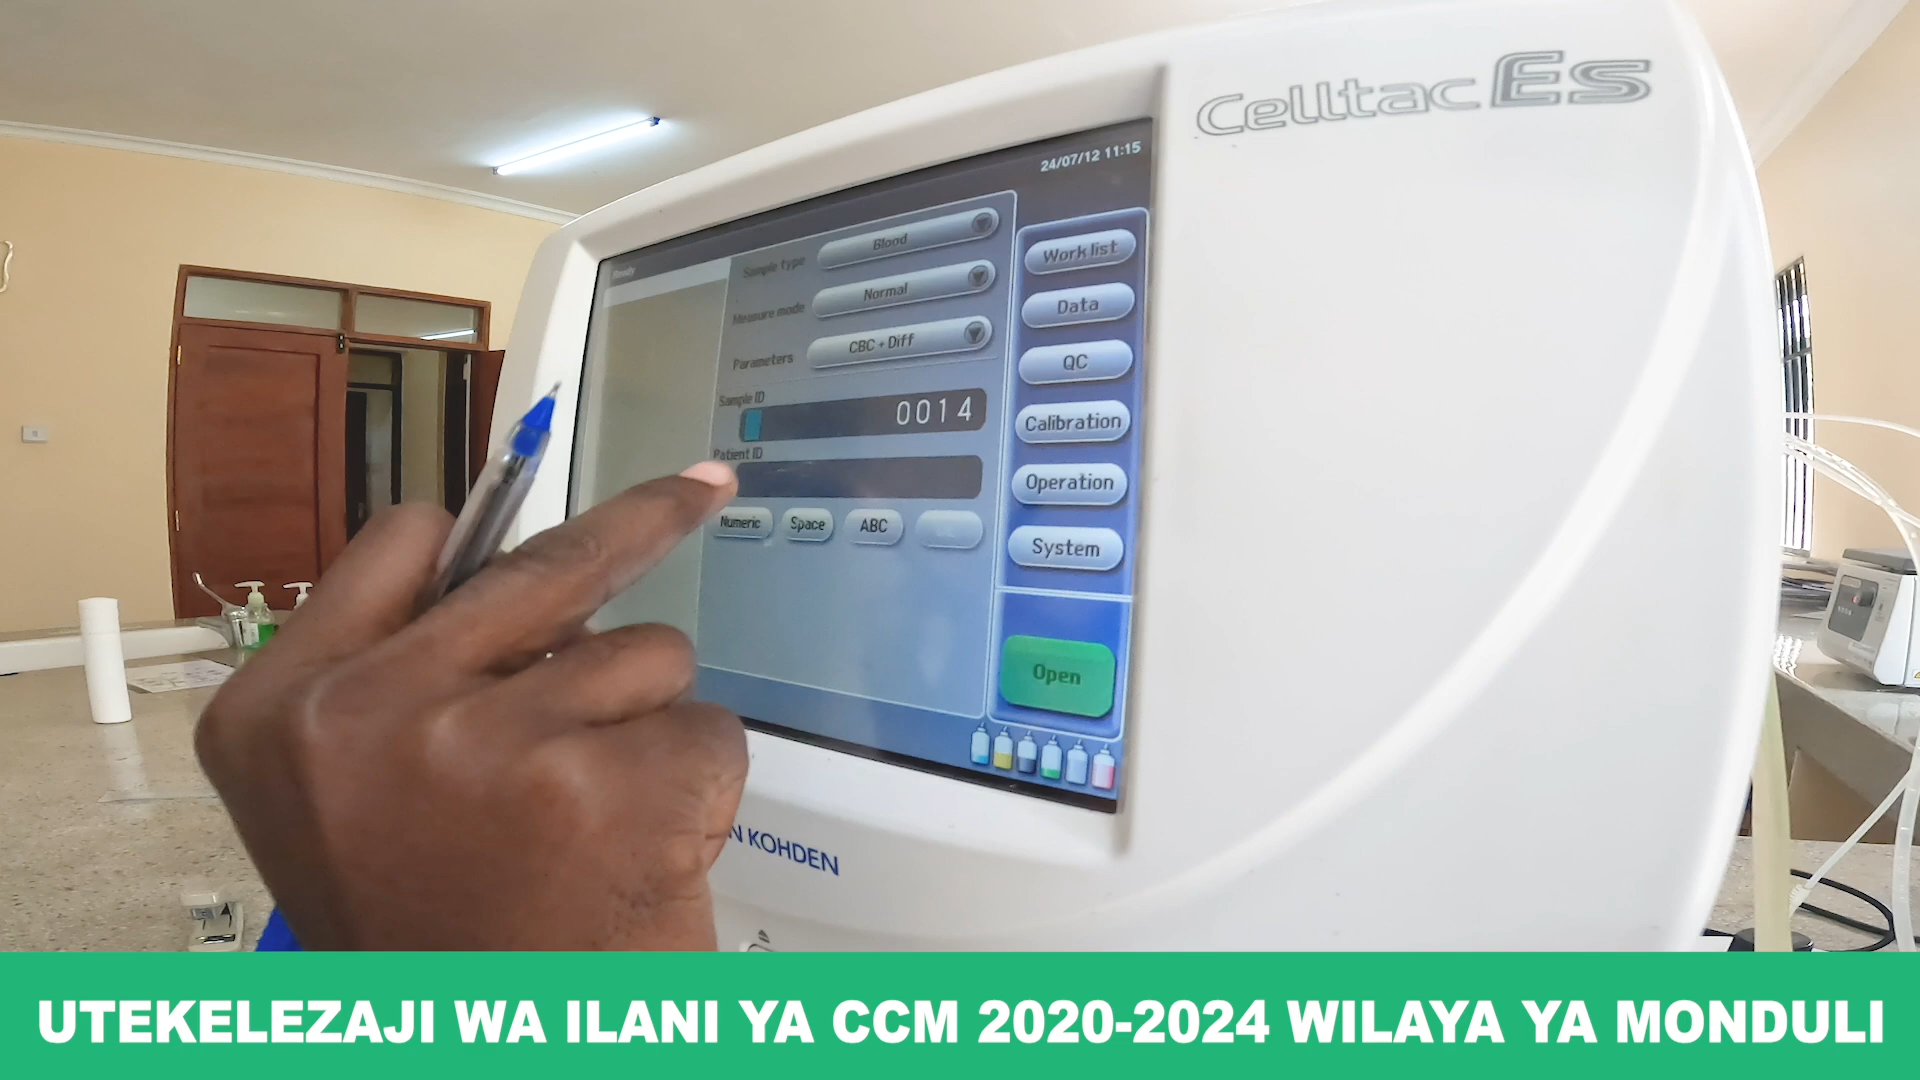 Celltac Es
24/07/12 11:15
Ready
Sample type Blood
Measure mode Normal
Parameters CBC + Diff
Sample ID 0014
Patient ID
Numeric Space ABC
Work list
Data
QC
Calibration
Operation
System
Open
N KOHDEN
UTEKELEZAJI WA ILANI YA CCM 2020-2024 WILAYA YA MONDULI